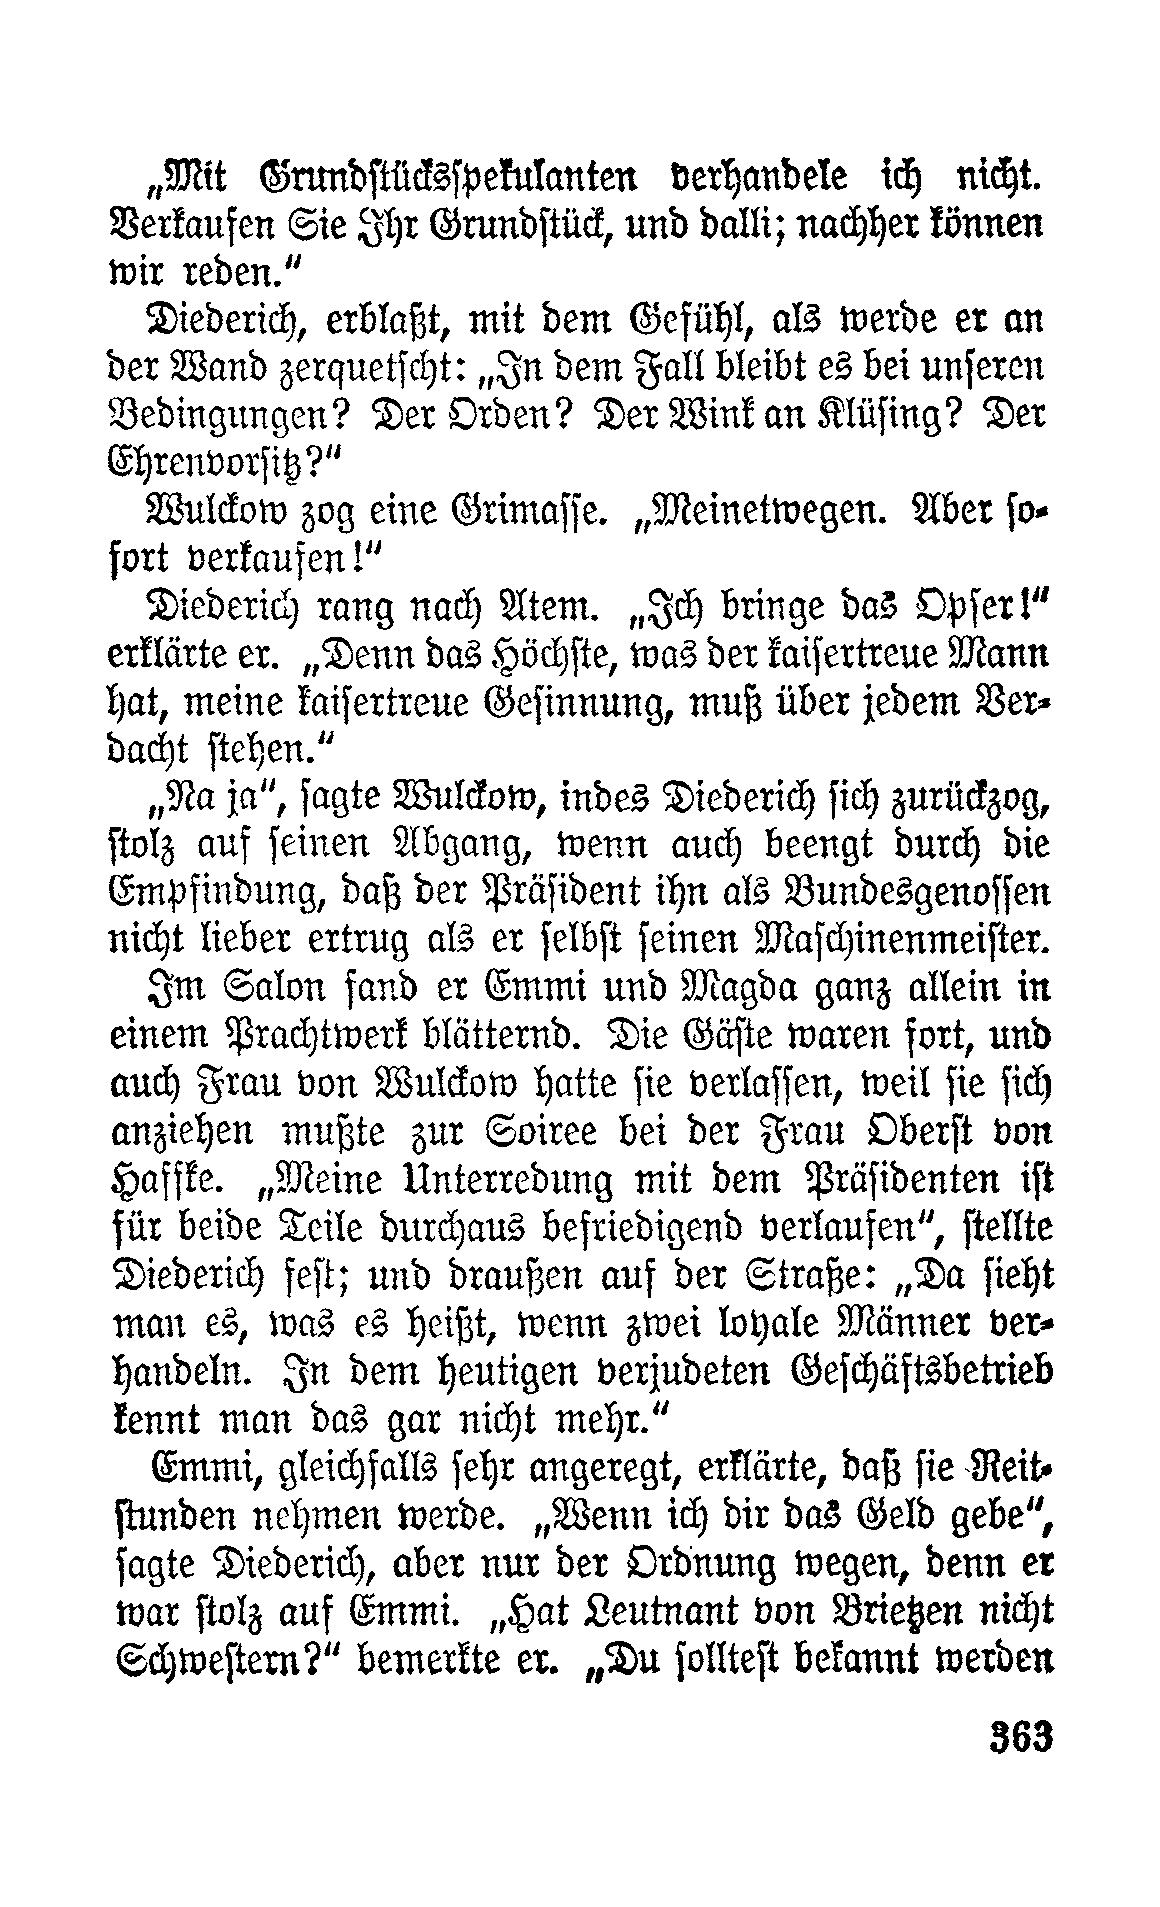 „Mit Grundſtücksſpekulanten verhandele ich nicht.
Verkaufen Sie Ihr Grundſtück, und dalli; nachher können
wir reden.“
Diederich, erblaßt, mit dem Gefühl, als werde er an
der Wand zerquetſcht: „In dem Fall bleibt es bei unſeren
Bedingungen? Der Orden? Der Wink an Klüſing? Der
Ehrenvorſitz?“
Wulckow zog eine Grimaſſe. „Meinetwegen. Aber ſo-
fort verkaufen!“
Diederich rang nach Atem. „Ich bringe das Opfer!“
erklärte er. „Denn das Höchſte, was der kaiſertreue Mann
hat, meine kaiſertreue Geſinnung, muß über jedem Ver-
dacht ſtehen.“
„Na ja“, ſagte Wulckow, indes Diederich ſich zurückzog,
ſtolz auf ſeinen Abgang, wenn auch beengt durch die
Empfindung, daß der Präſident ihn als Bundesgenoſſen
nicht lieber ertrug als er ſelbſt ſeinen Maſchinenmeiſter.
Im Salon fand er Emmi und Magda ganz allein in
einem Prachtwerk blätternd. Die Gäſte waren fort, und
auch Frau von Wulckow hatte ſie verlaſſen, weil ſie ſich
anziehen mußte zur Soiree bei der Frau Oberſt von
Haffke. „Meine Unterredung mit dem Präſidenten iſt
für beide Teile durchaus befriedigend verlaufen“, ſtellte
Diederich feſt; und draußen auf der Straße: „Da ſieht
man es, was es heißt, wenn zwei loyale Männer ver-
handeln. In dem heutigen verjudeten Geſchäftsbetrieb
kennt man das gar nicht mehr.“
Emmi, gleichfalls ſehr angeregt, erklärte, daß ſie Reit-
ſtunden nehmen werde. „Wenn ich dir das Geld gebe“,
ſagte Diederich, aber nur der Ordnung wegen, denn er
war ſtolz auf Emmi. „Hat Leutnant von Brietzen nicht
Schweſtern?“ bemerkte er. „Du ſollteſt bekannt werden
363